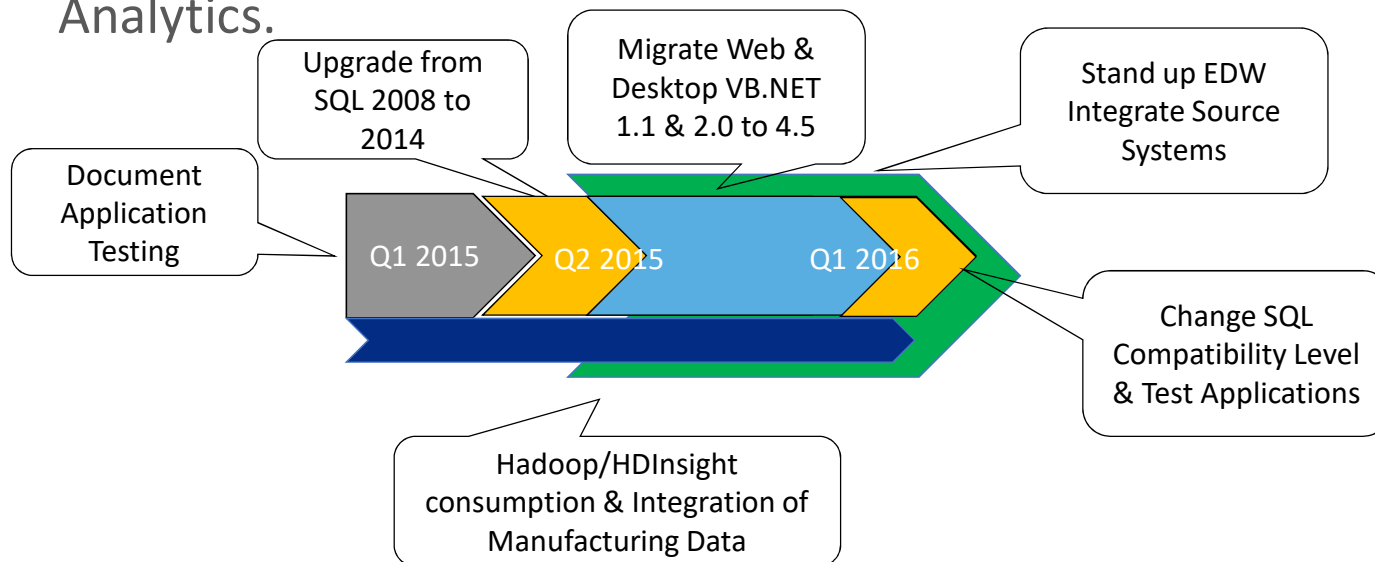 Analytics.
Upgrade from
SQL 2008 to
2014
Migrate Web &
Desktop VB.NET
1.1 & 2.0 to 4.5
Stand up EDW
Integrate Source
Systems
Document
Application
Testing
Q1 2015
Q2 2015
Q1 2016
Change SQL
Compatibility Level
& Test Applications
Hadoop/HDInsight
consumption & Integration of
Manufacturing Data